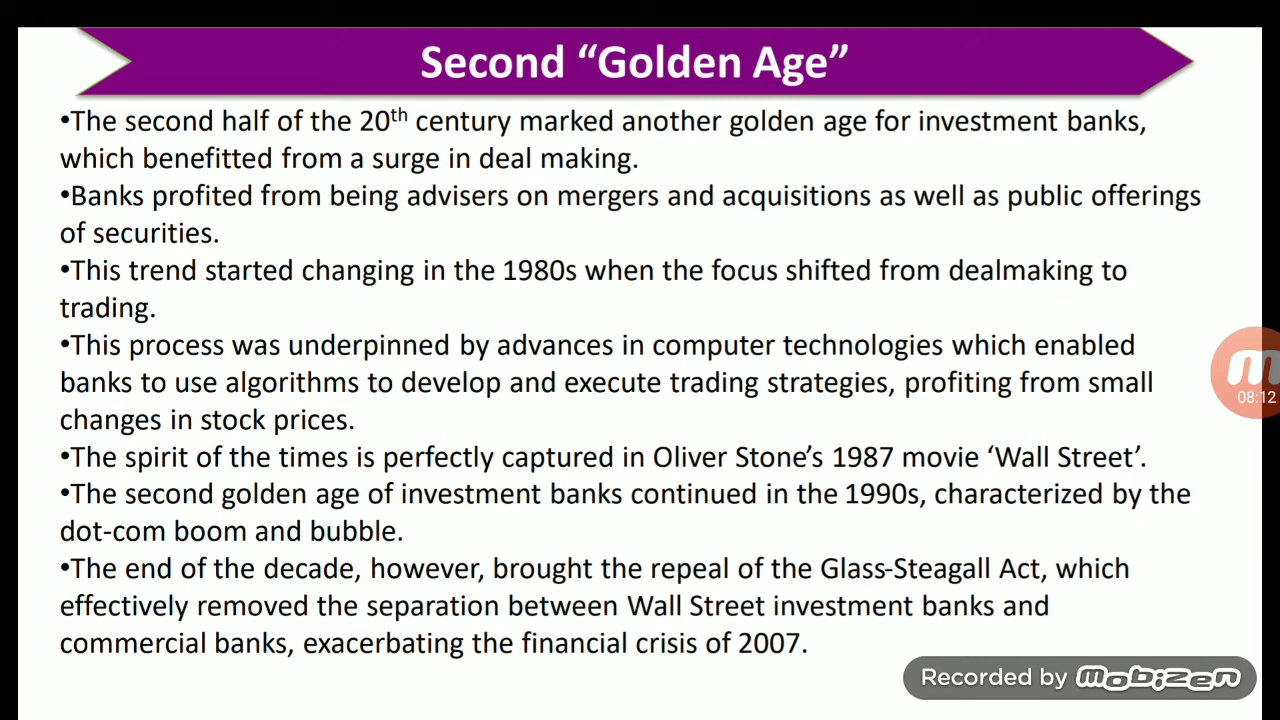 Second “Golden Age”
•The second half of the 20th century marked another golden age for investment banks,
which benefitted from a surge in deal making.
•Banks profited from being advisers on mergers and acquisitions as well as public offerings
of securities.
•This trend started changing in the 1980s when the focus shifted from dealmaking to
trading.
•This process was underpinned by advances in computer technologies which enabled
banks to use algorithms to develop and execute trading strategies, profiting from small
changes in stock prices.
•The spirit of the times is perfectly captured in Oliver Stone’s 1987 movie ‘Wall Street’.
•The second golden age of investment banks continued in the 1990s, characterized by the
dot-com boom and bubble.
•The end of the decade, however, brought the repeal of the Glass-Steagall Act, which
effectively removed the separation between Wall Street investment banks and
commercial banks, exacerbating the financial crisis of 2007.
08:12
Recorded by mobizen